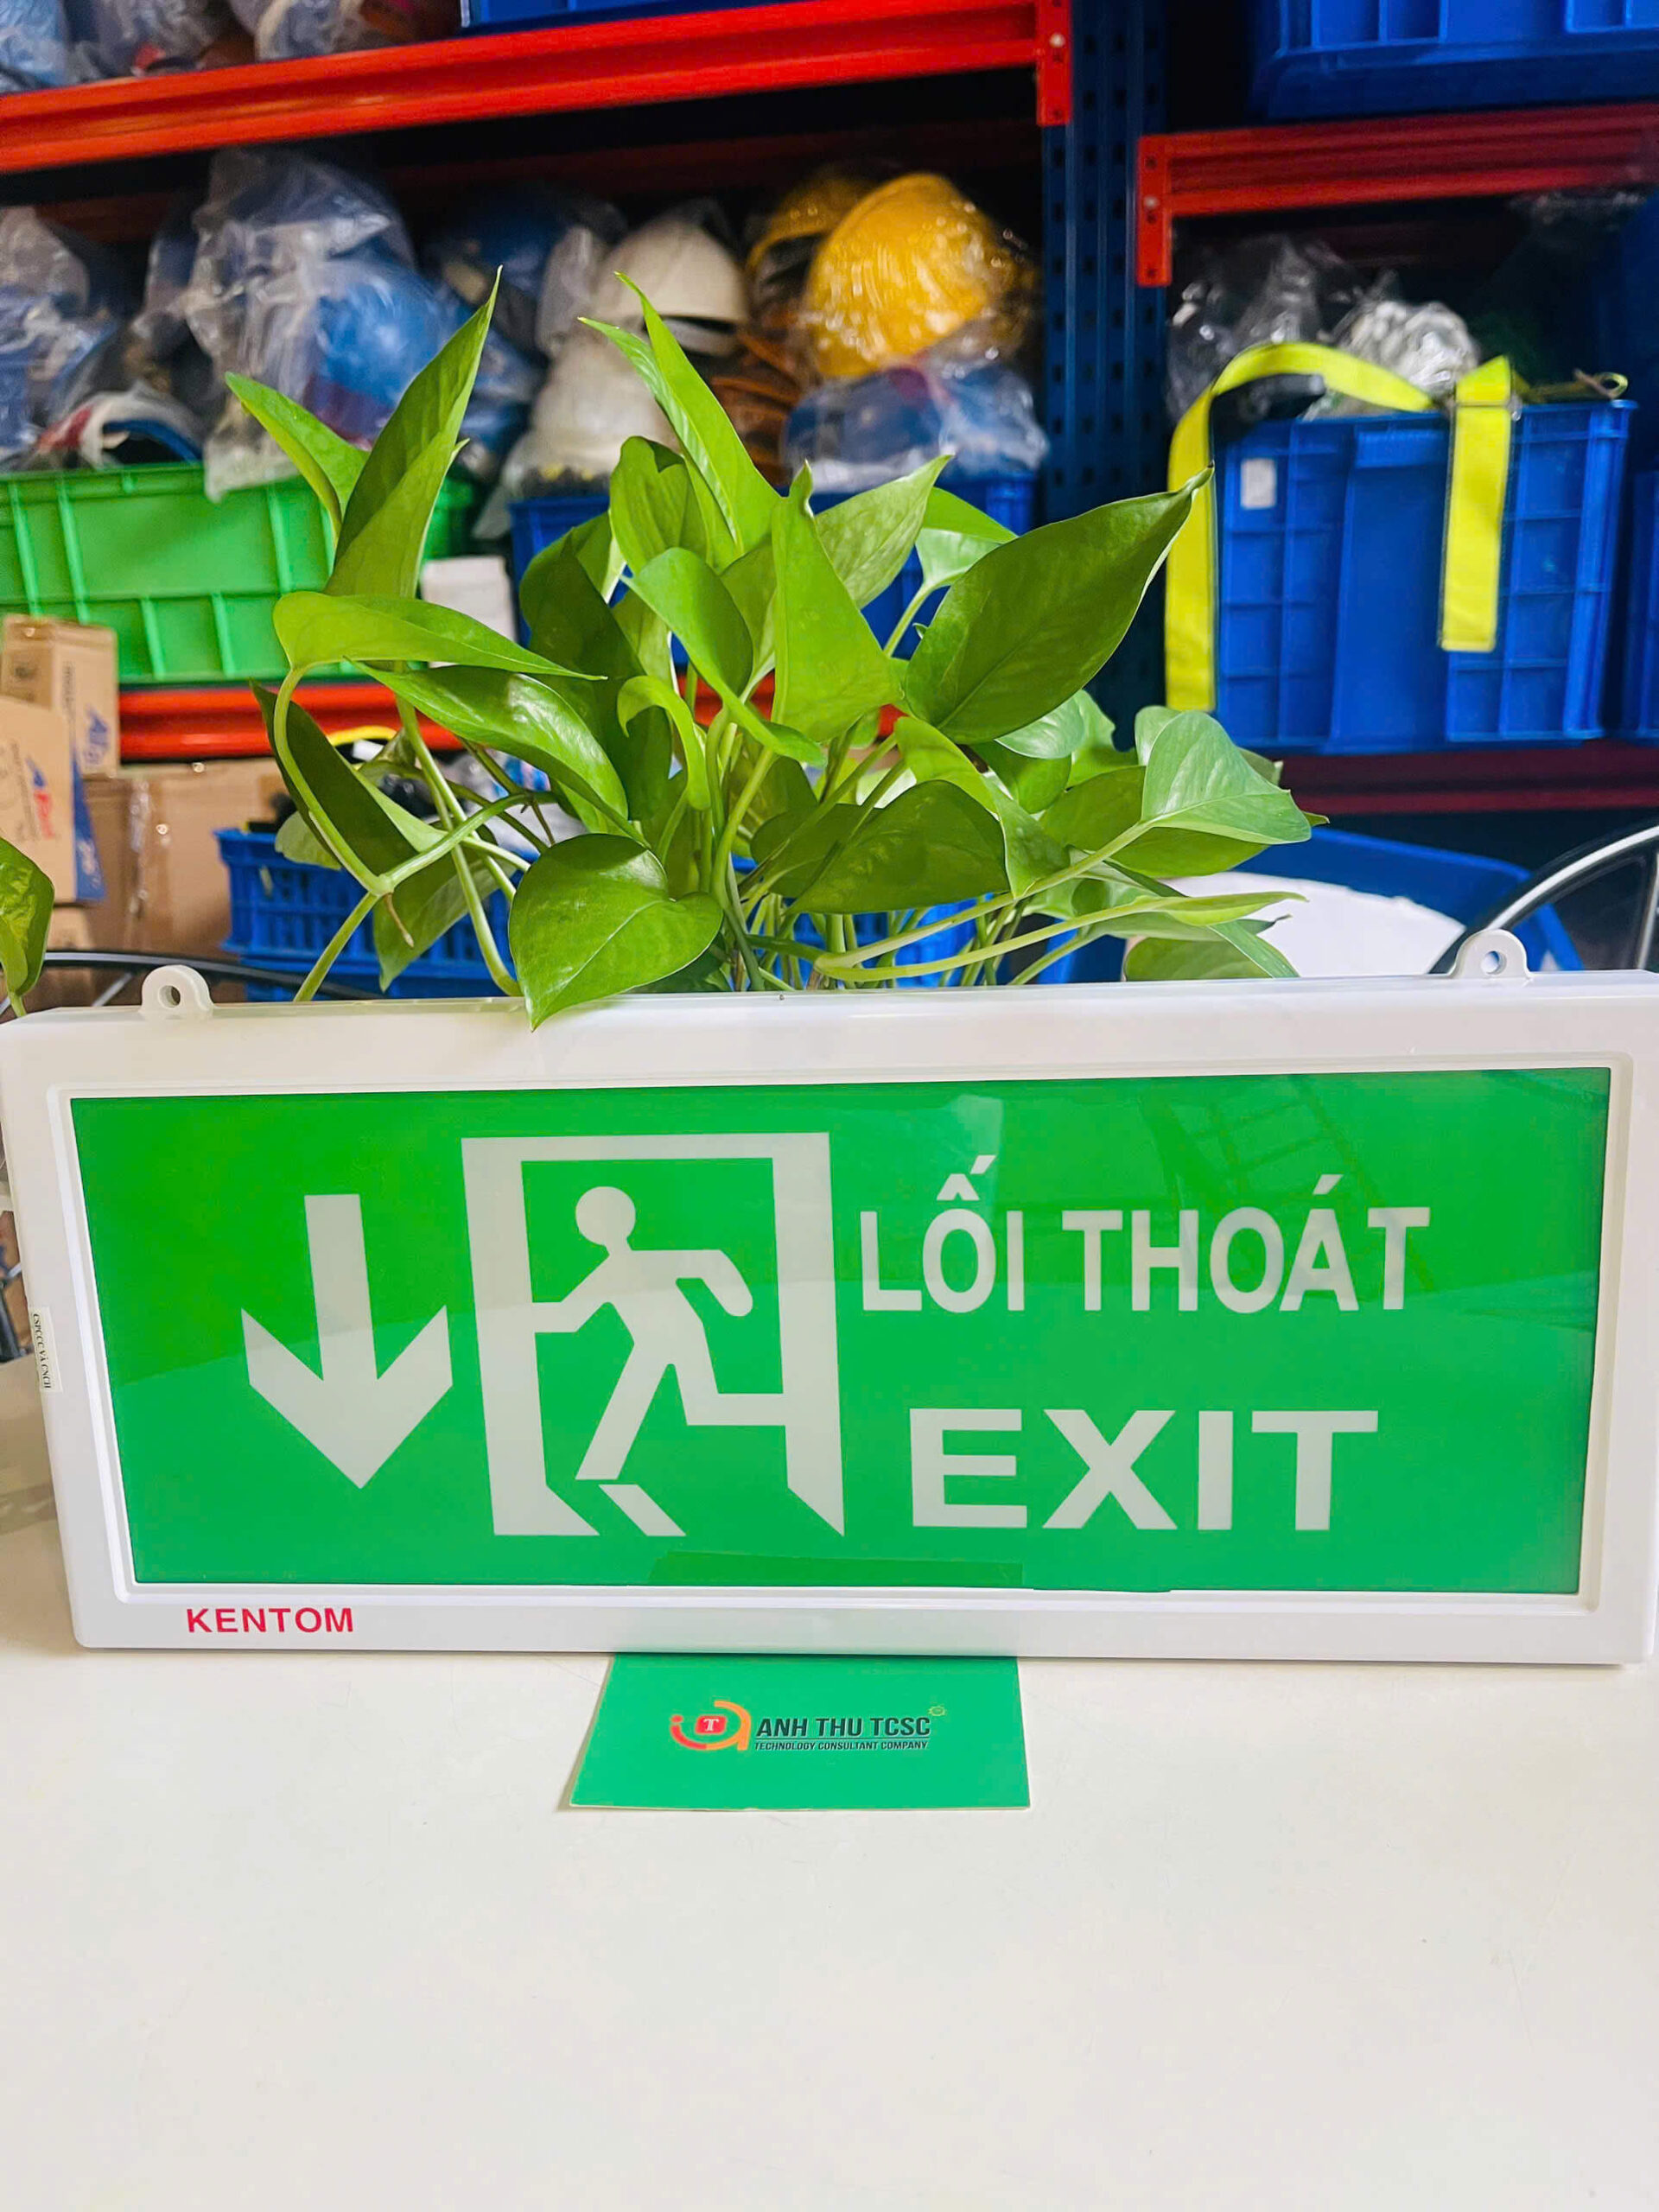 LỐI THOÁT
EXIT
KENTOM
T
ANH THU TCSC
TECHNOLOGY CONSULTANT COMPANY